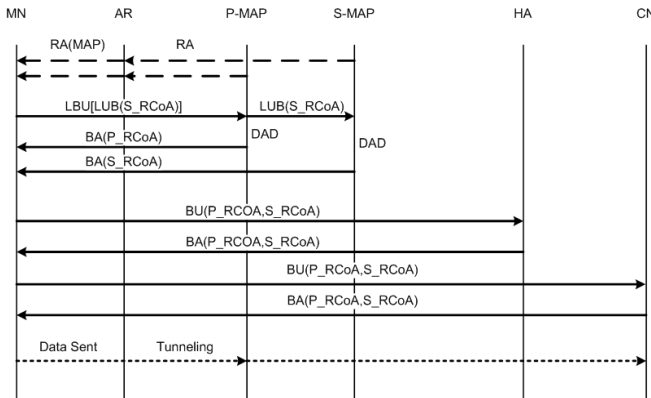 MN AR P-MAP S-MAP HA CN
RA(MAP) RA
LBU[LUB(S_RCoA)] LUB(S_RCoA)
BA(P_RCoA) DAD
DAD
BA(S_RCoA)
BU(P_RCOA,S_RCoA)
BA(P_RCOA,S_RCoA)
BU(P_RCoA,S_RCoA)
BA(P_RCoA,S_RCoA)
Data Sent Tunneling